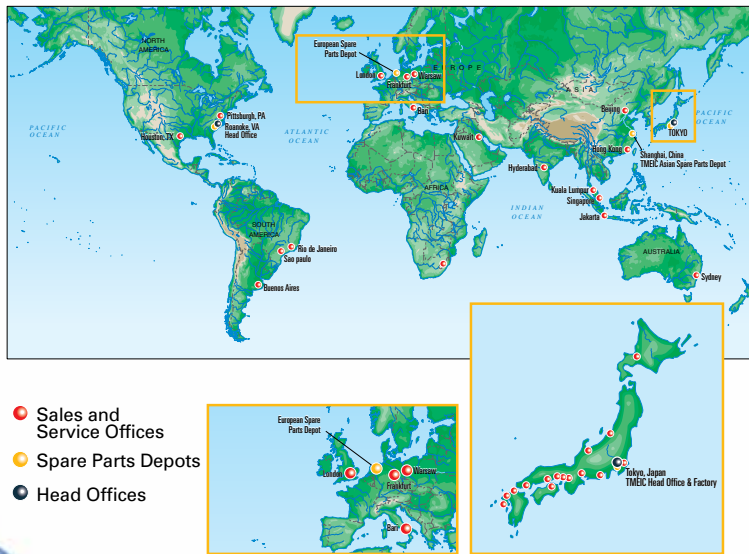 NORTH
AMERICA
PACIFIC
OCEAN
Pittsburgh, PA
Roanoke, VA
Head Office
Houston, TX
ATLANTIC
OCEAN
SOUTH
AMERICA
Rio de Janeiro
Sao paulo
Buenos Aires
European Spare
Parts Depot
London
Frankfurt
Warsaw
EUROPE
Bari
AFRICA
Kuwait
ASIA
Hyderabad
INDIAN
OCEAN
Beijing
Hong Kong
TOKYO
PACIFIC
OCEAN
Shanghai, China
TMEIC Asian Spare Parts Depot
Kuala Lumpur
Singapore
Jakarta
AUSTRALIA
Sydney
Sales and
Service Offices
Spare Parts Depots
Head Offices
European Spare
Parts Depot
London
Frankfurt
Warsaw
Bari
Tokyo, Japan
TMEIC Head Office & Factory